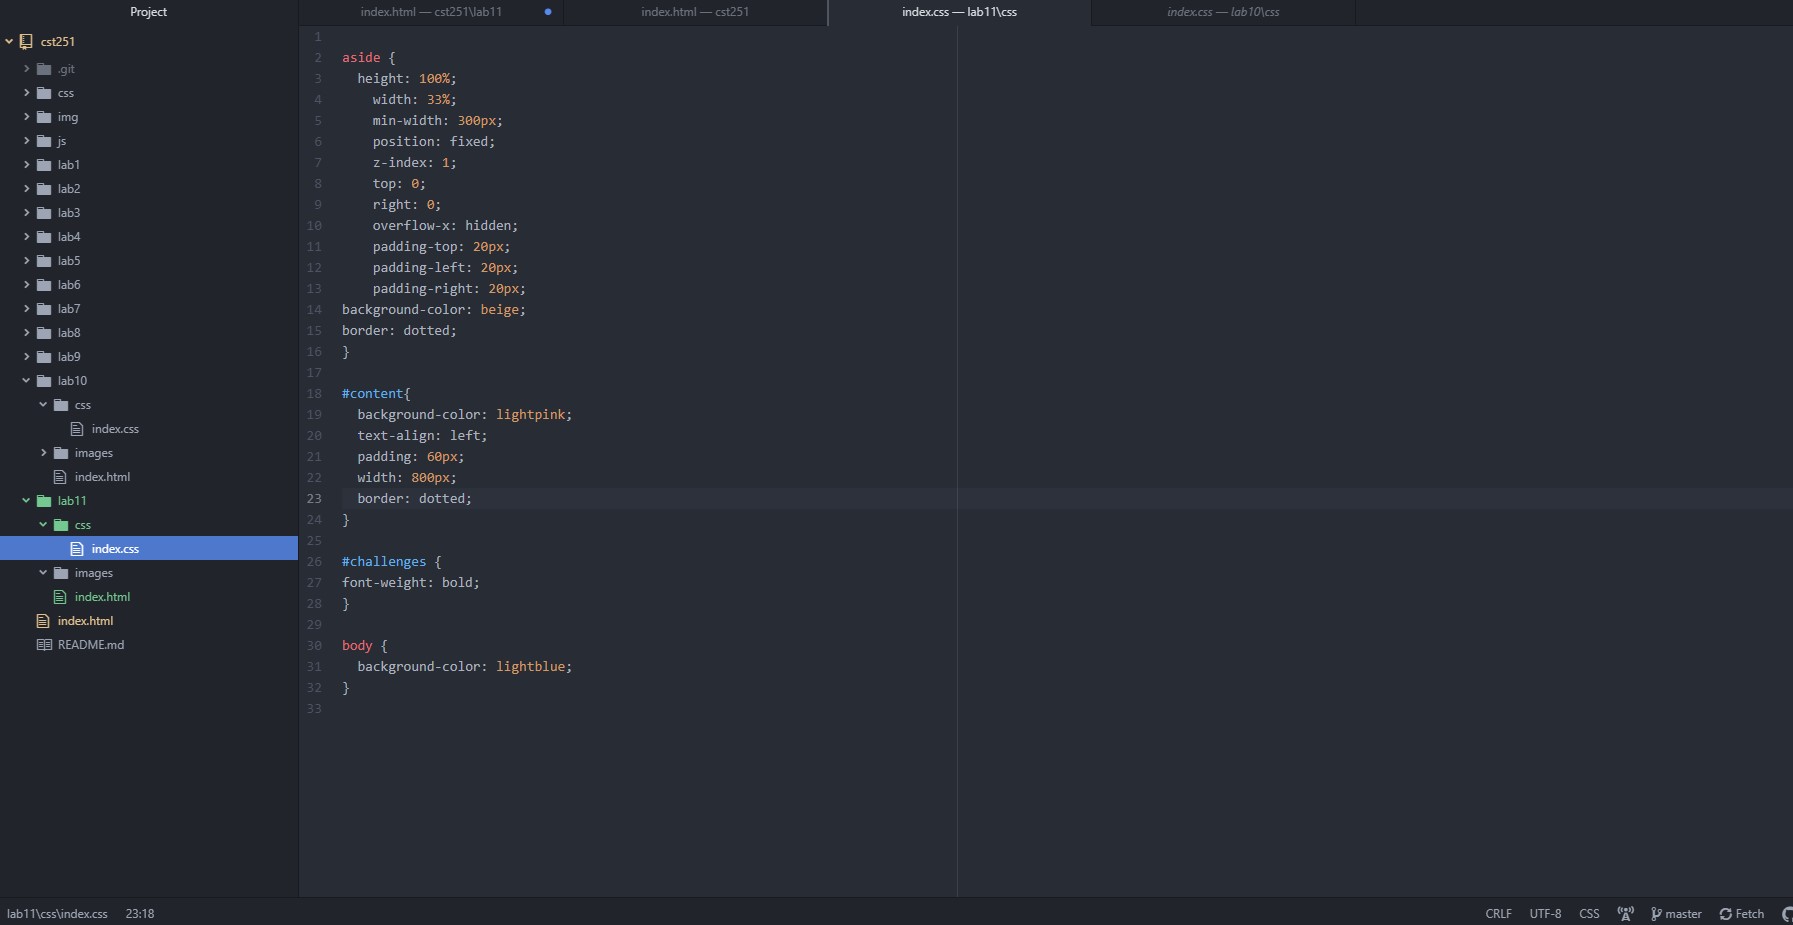 Project
index.html — cst251\lab11
index.html — cst251
index.css — lab11\css
index.css — lab10\css
cst251
.git
css
img
js
lab1
lab2
lab3
lab4
lab5
lab6
lab7
lab8
lab9
lab10
css
index.css
images
index.html
lab11
css
index.css
images
index.html
index.html
README.md
1
2 aside {
3   height: 100%;
4     width: 33%;
5     min-width: 300px;
6     position: fixed;
7     z-index: 1;
8     top: 0;
9     right: 0;
10     overflow-x: hidden;
11     padding-top: 20px;
12     padding-left: 20px;
13     padding-right: 20px;
14 background-color: beige;
15 border: dotted;
16 }
17
18 #content{
19   background-color: lightpink;
20   text-align: left;
21   padding: 60px;
22   width: 800px;
23   border: dotted;
24 }
25
26 #challenges {
27 font-weight: bold;
28 }
29
30 body {
31   background-color: lightblue;
32 }
33
lab11\css\index.css 23:18 CRLF UTF-8 CSS master Fetch